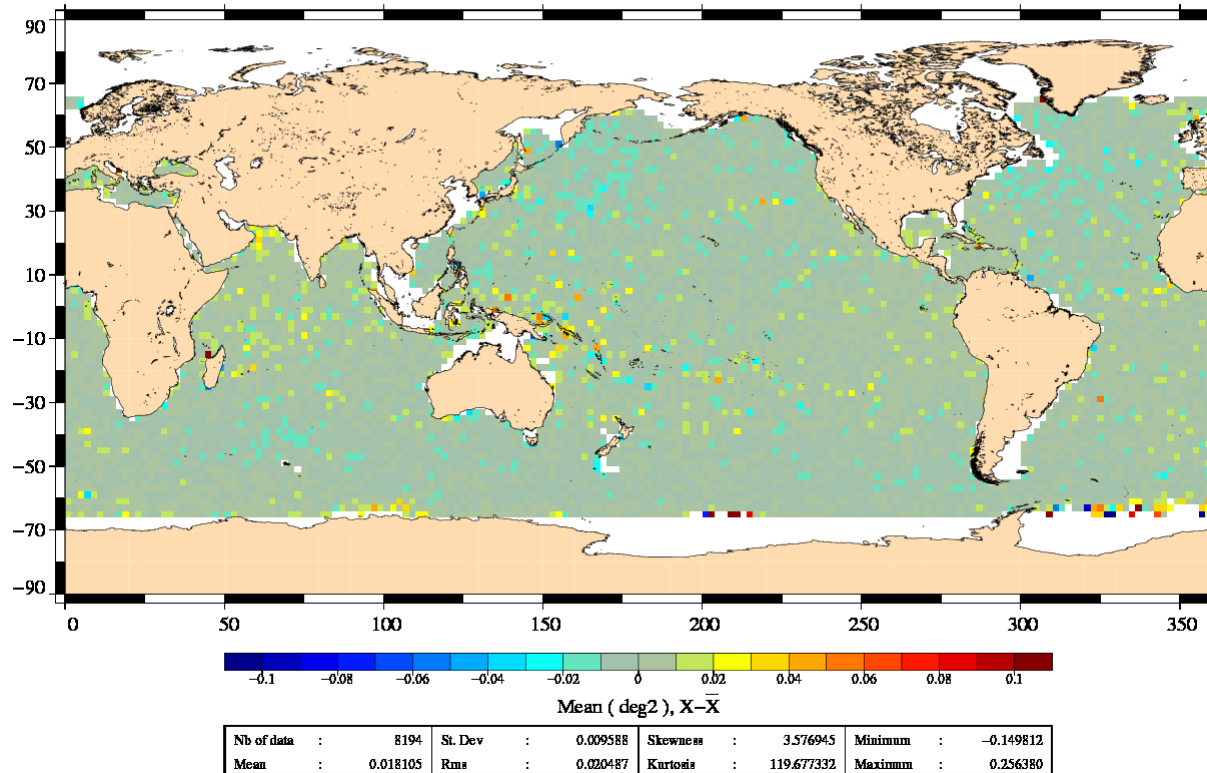 90
70
50
30
10
−10
−30
−50
−70
−90
0 50 100 150 200 250 300 350
−0.1 −0.08 −0.06 −0.04 −0.02 0 0.02 0.04 0.06 0.08 0.1
Mean ( deg2 ), X−X̅
Nb of data : 8194 St. Dev : 0.009588 Skewness : 3.576945 Minimum : −0.149812
Mean : 0.018105 Rms : 0.020487 Kurtosis : 119.677332 Maximum : 0.256380